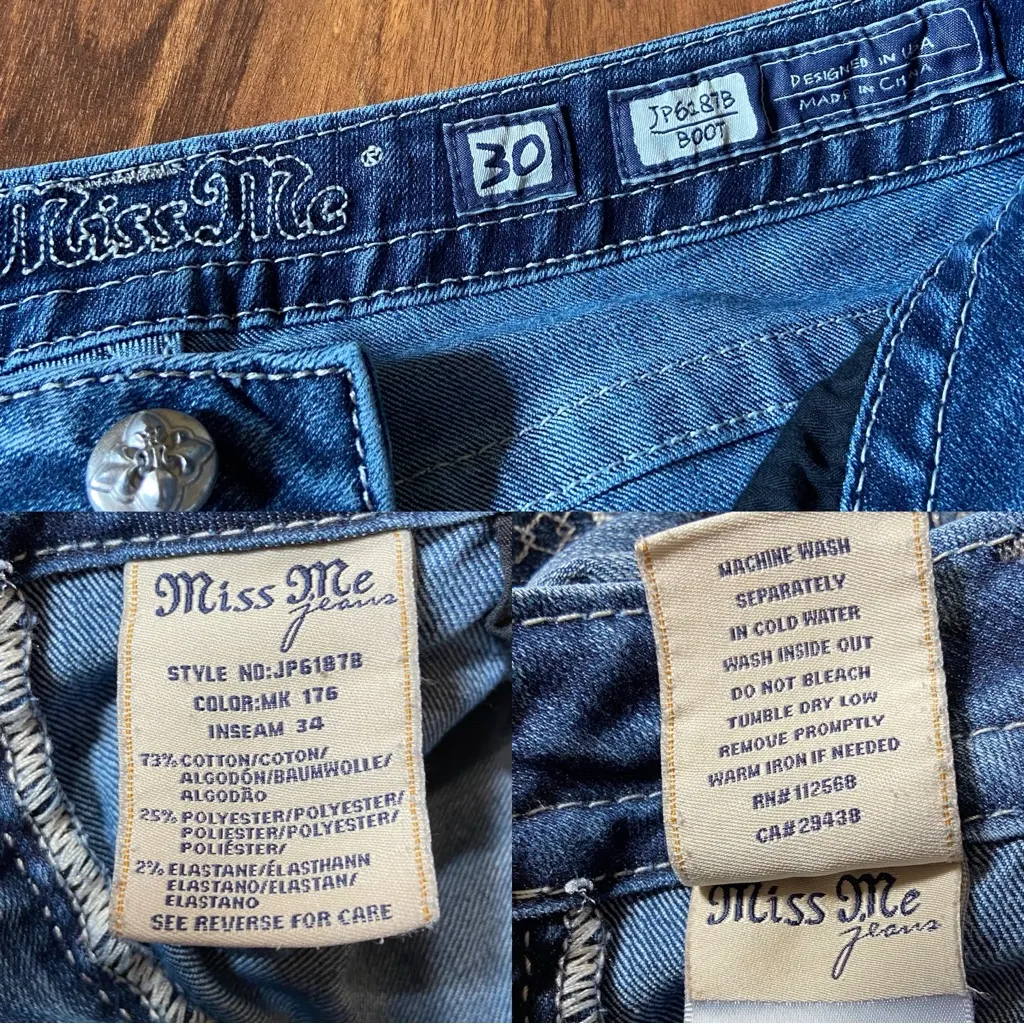 Miss Me ®
30
JP6187B
BOOT
DESIGNED IN USA
MADE IN CHINA
Miss Me
jeans
STYLE NO:JP6187B
COLOR:MK 176
INSEAM 34
73% COTTON/COTON/
ALGODÓN/BAUMWOLLE/
ALGODÃO
25% POLYESTER/POLYESTER/
POLIESTER/POLYESTER/
POLIÉSTER/
2% ELASTANE/ÉLASTHANN
ELASTANO/ELASTAN/
ELASTANO
SEE REVERSE FOR CARE
MACHINE WASH
SEPARATELY
IN COLD WATER
WASH INSIDE OUT
DO NOT BLEACH
TUMBLE DRY LOW
REMOVE PROMPTLY
WARM IRON IF NEEDED
RN# 112568
CA# 29438
Miss Me
jeans